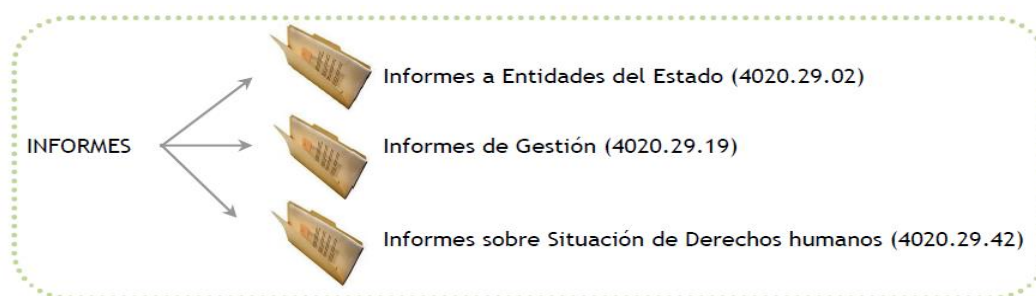 Informes a Entidades del Estado (4020.29.02)
INFORMES
Informes de Gestión (4020.29.19)
Informes sobre Situación de Derechos humanos (4020.29.42)